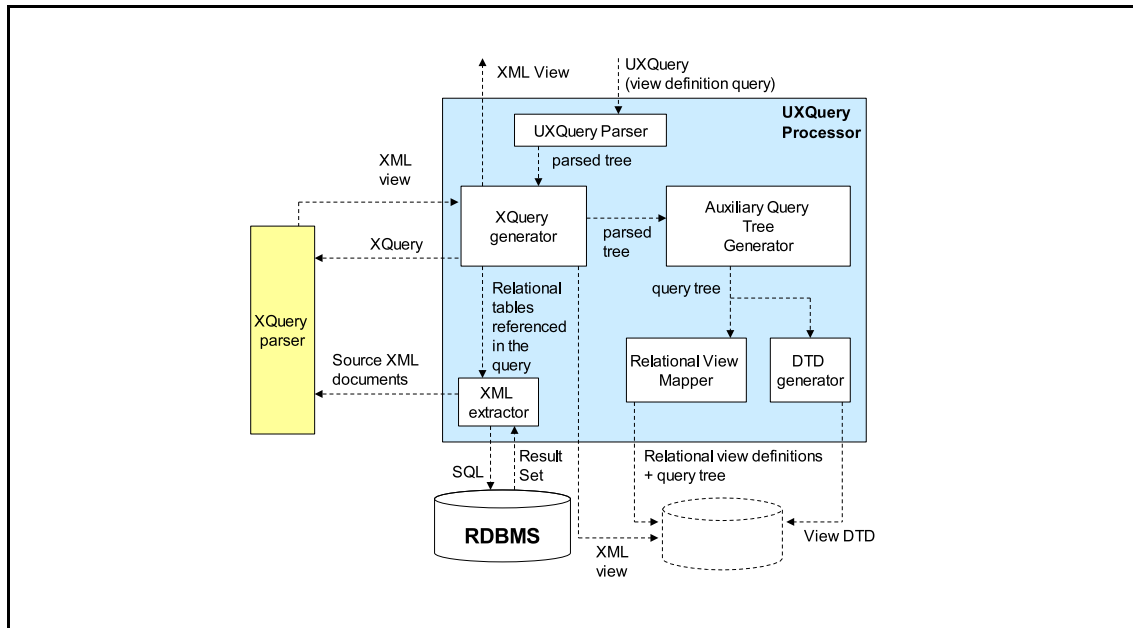 XML View
UXQuery
(view definition query)
UXQuery
Processor
UXQuery Parser
parsed tree
XML
view
XQuery
generator
Auxiliary Query
Tree
Generator
parsed
tree
XQuery
XQuery
parser
Relational
tables
referenced
in the
query
query tree
Relational View
Mapper
DTD
generator
Source XML
documents
XML
extractor
SQL
Result
Set
Relational view definitions
+ query tree
RDBMS
XML
view
View DTD